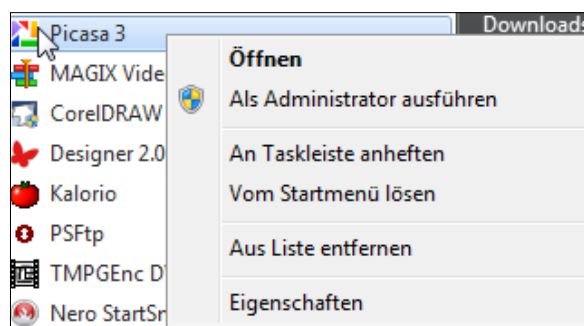 Picasa 3
Downloads
MAGIX Vide
CorelDRAW
Designer 2.0
Kalorio
PSFtp
TMPGEnc D
Nero StartSr
Öffnen
Als Administrator ausführen
An Taskleiste anheften
Vom Startmenü lösen
Aus Liste entfernen
Eigenschaften